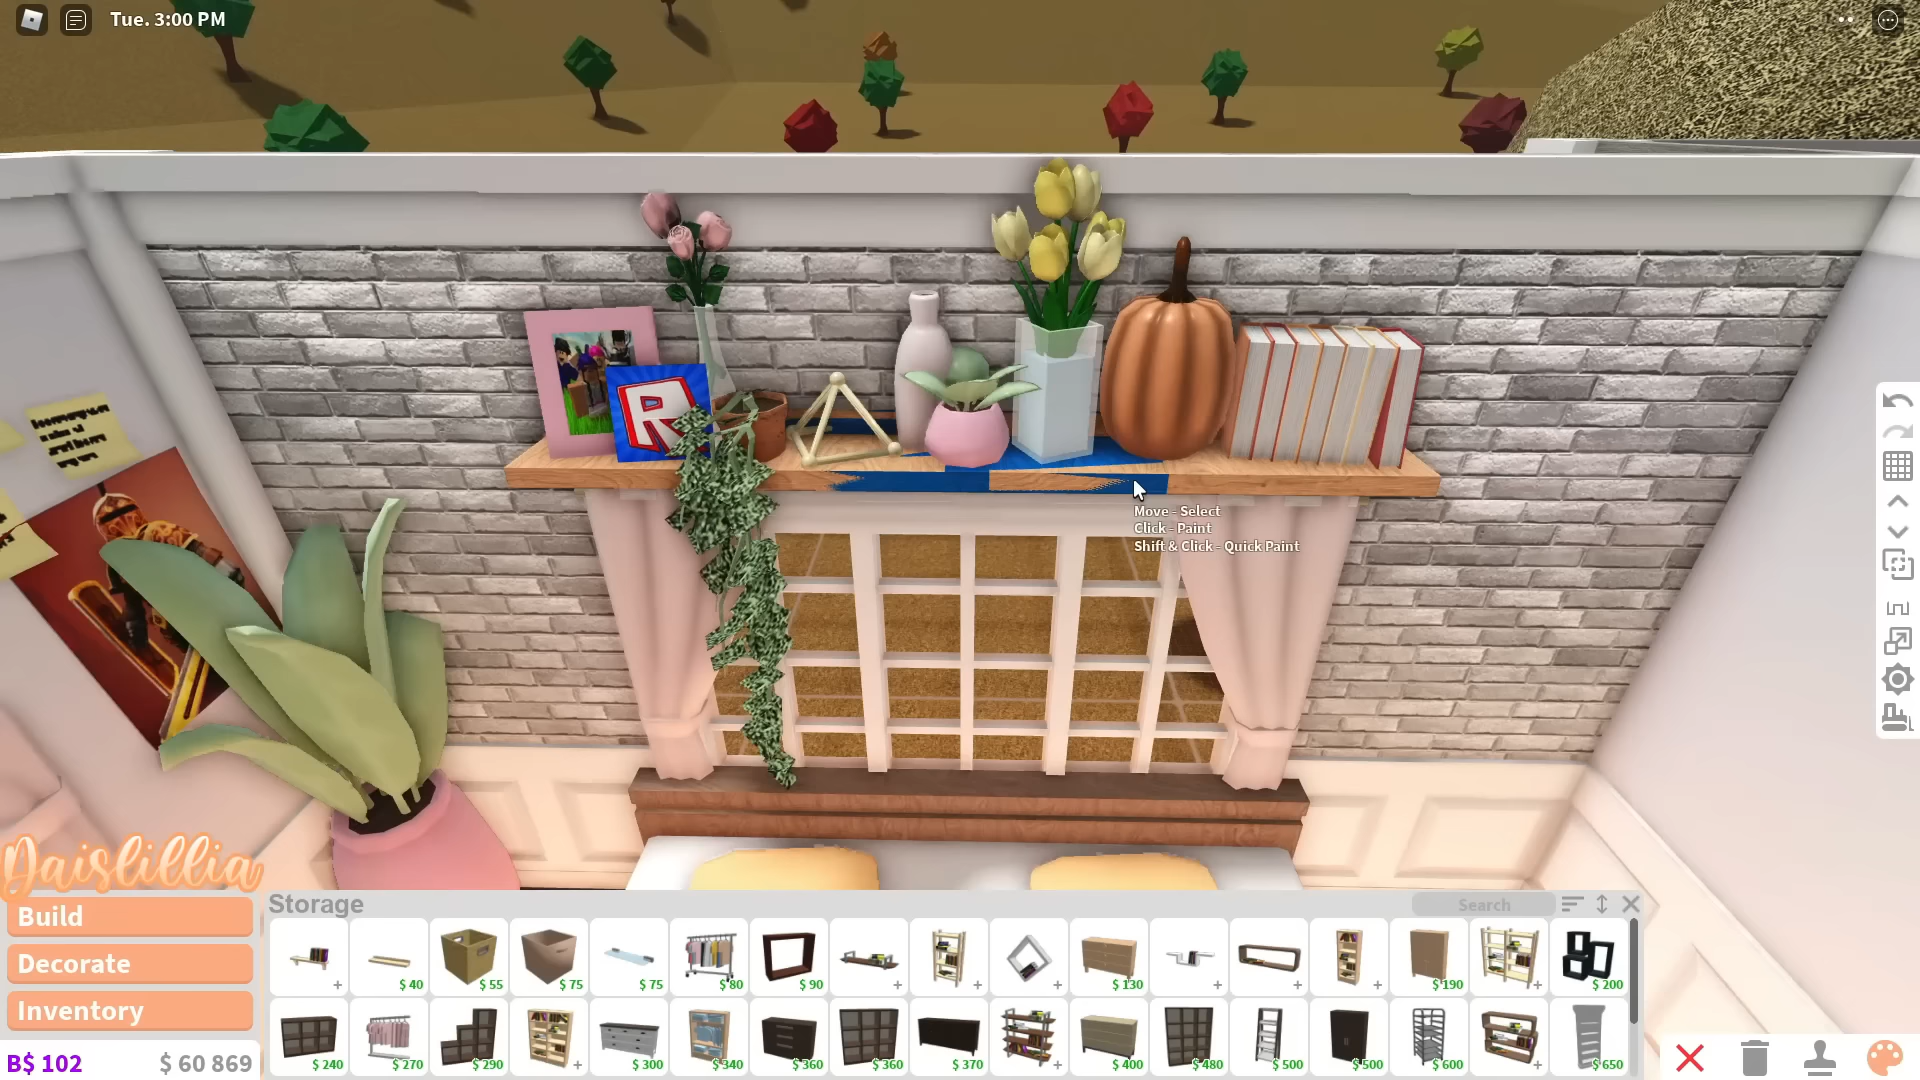 Tue. 3:00 PM
R
Move - Select
Click - Paint
Shift & Click - Quick Paint
Daislillia
Build
Decorate
Inventory
B$ 102
$ 60 869
Storage
Search
$ 40
$ 55
$ 75
$ 75
$ 80
$ 90
$ 130
$ 190
$ 200
$ 240
$ 270
$ 290
$ 300
$ 340
$ 360
$ 360
$ 370
$ 400
$ 480
$ 500
$ 500
$ 600
$ 650